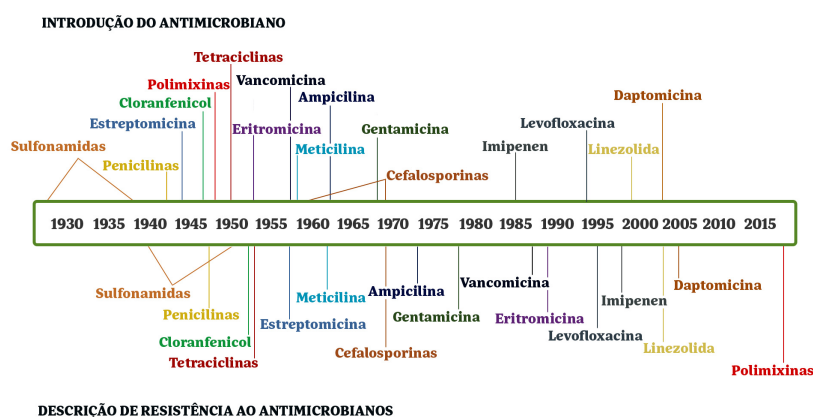 INTRODUÇÃO DO ANTIMICROBIANO
Tetraciclinas
Polimixinas
Vancomicina
Cloranfenicol
Ampicilina
Daptomicina
Estreptomicina
Eritromicina
Gentamicina
Levofloxacina
Sulfonamidas
Meticilina
Imipenen
Linezolida
Penicilinas
Cefalosporinas
1930 1935 1940 1945 1950 1955 1960 1965 1970 1975 1980 1985 1990 1995 2000 2005 2010 2015
Sulfonamidas
Meticilina
Ampicilina
Vancomicina
Daptomicina
Penicilinas
Estreptomicina
Gentamicina
Eritromicina
Imipenen
Cloranfenicol
Levofloxacina
Tetraciclinas
Cefalosporinas
Linezolida
Polimixinas
DESCRIÇÃO DE RESISTÊNCIA AO ANTIMICROBIANOS